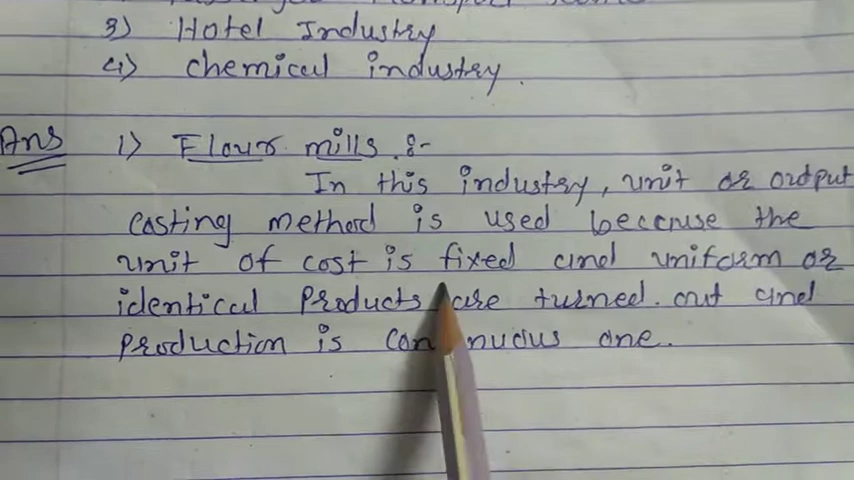 3) Hotel Industry
4) chemical industry.
Ans 1) Flour mills :-
In this industry, unit or output
costing method is used because the
unit of cost is fixed and uniform or
identical products are turned out and
production is continuous one.